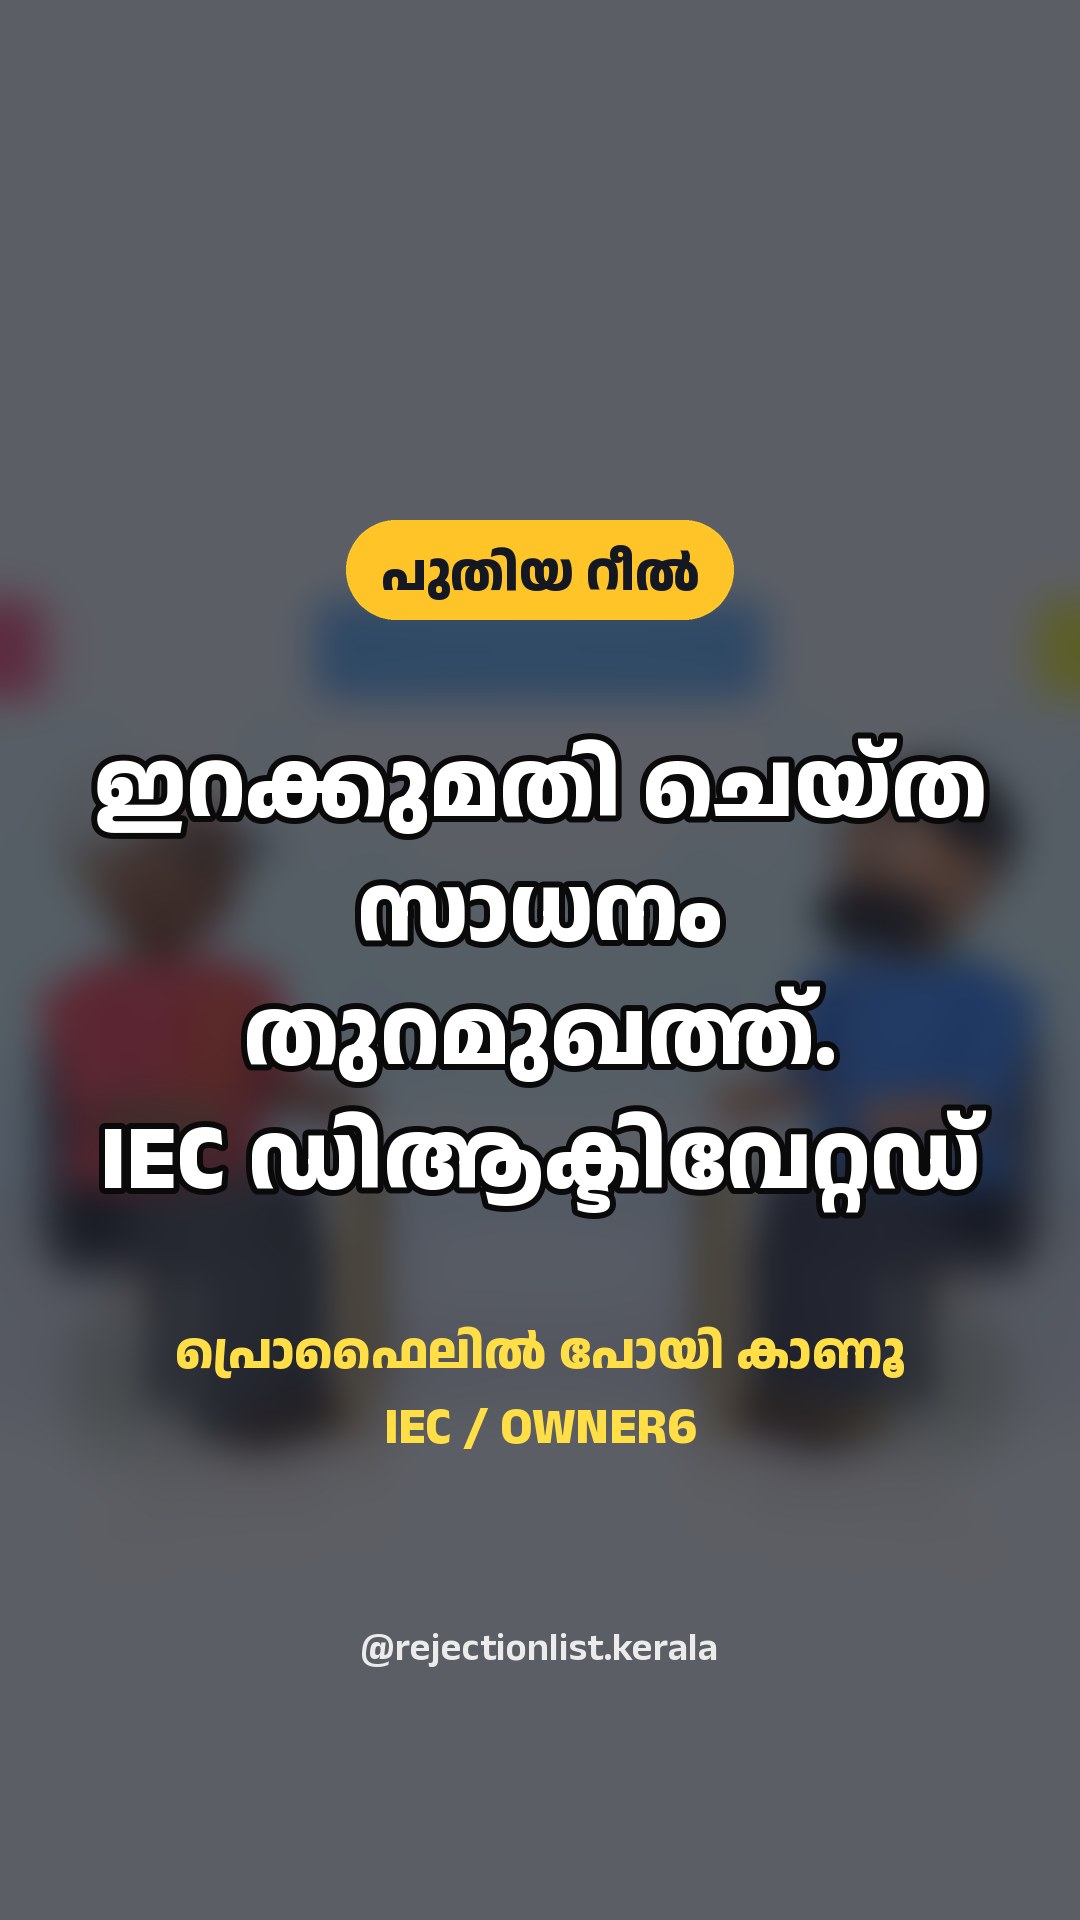 പുതിയ റീൽ
ഇറക്കുമതി ചെയ്ത
സാധനം
തുറമുഖത്ത്.
IEC ഡിആക്ടിവേറ്റഡ്
പ്രൊഫൈലിൽ പോയി കാണൂ
IEC / OWNER6
@rejectionlist.kerala